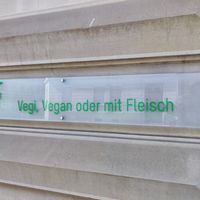 Vegi, Vegan oder mit Fleisch